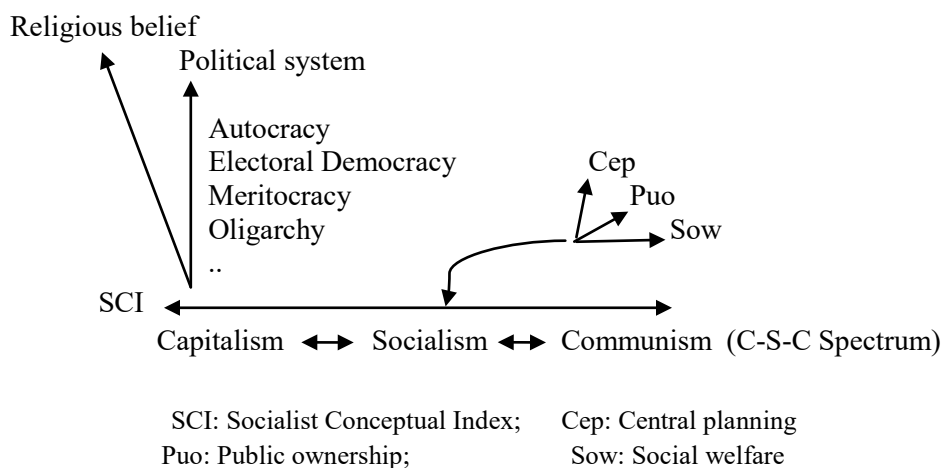 Religious belief
Political system
Autocracy
Electoral Democracy
Meritocracy
Oligarchy
..
Cep
Puo
Sow
SCI
Capitalism Socialism Communism (C-S-C Spectrum)
SCI: Socialist Conceptual Index; Cep: Central planning
Puo: Public ownership; Sow: Social welfare